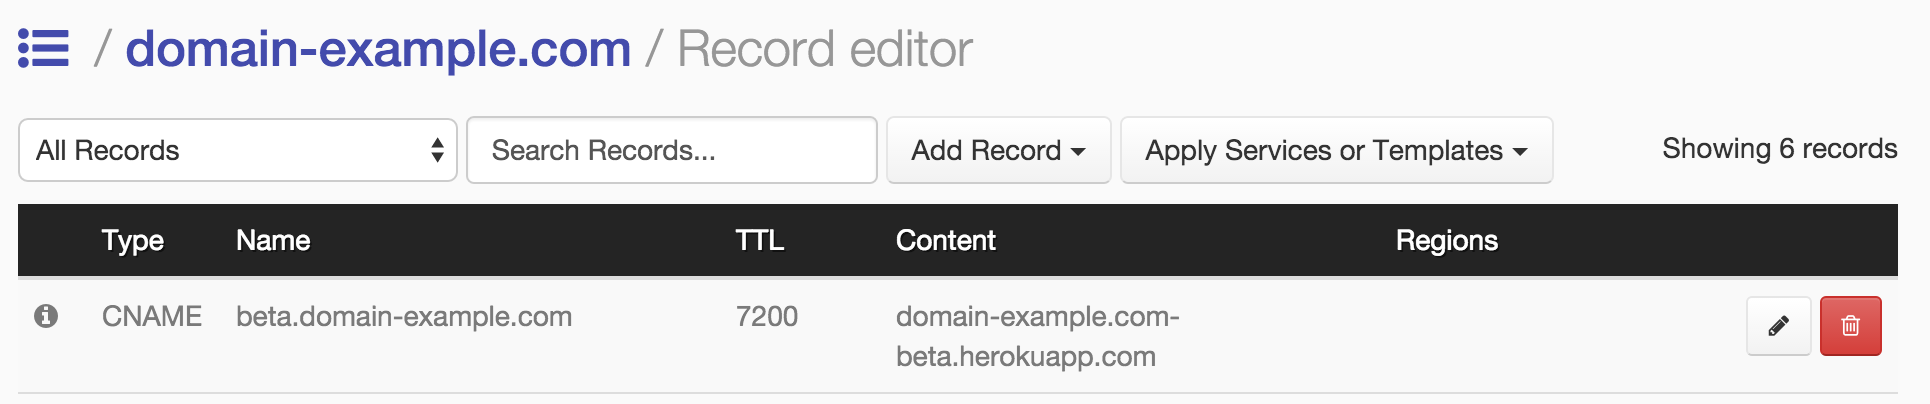 / domain-example.com / Record editor
All Records Search Records... Add Record Apply Services or Templates Showing 6 records
Type Name TTL Content Regions
CNAME beta.domain-example.com 7200 domain-example.com-
beta.herokuapp.com